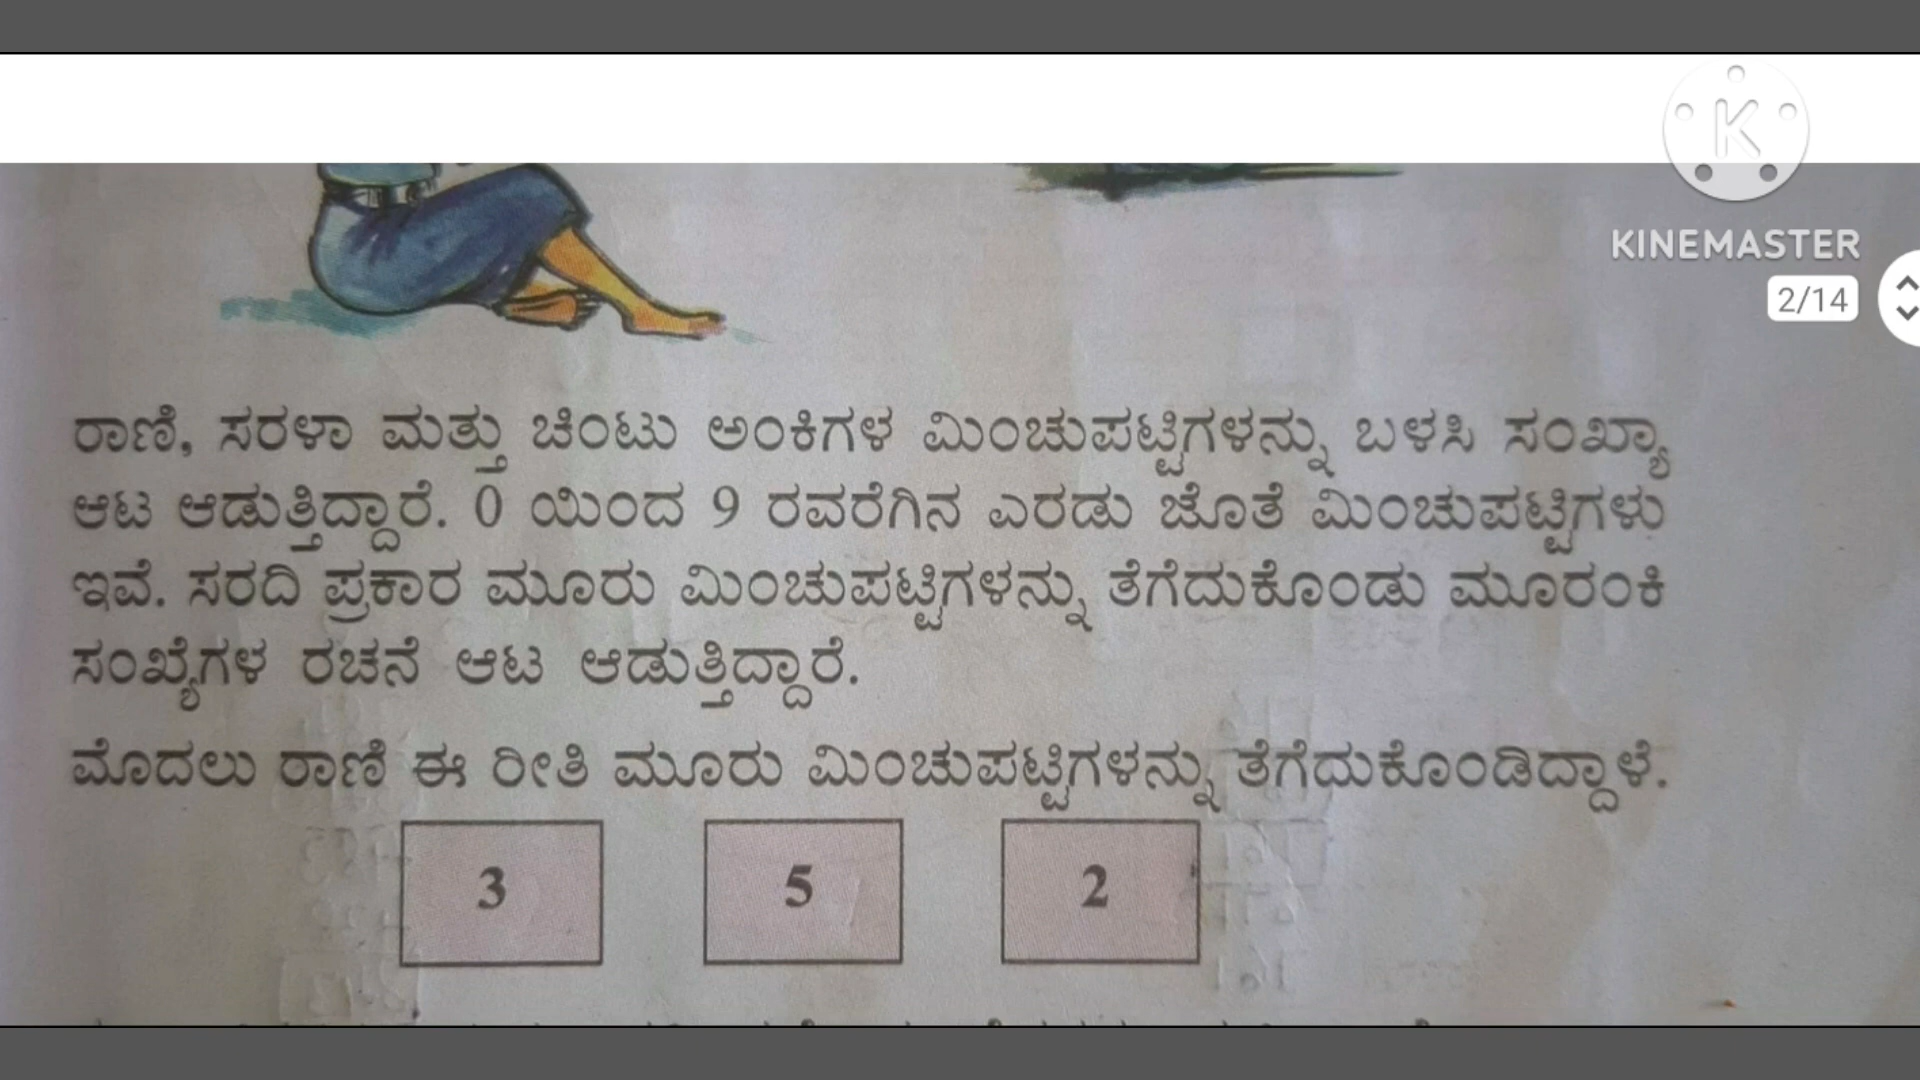 KINEMASTER
2/14
ರಾಣಿ, ಸರಳಾ ಮತ್ತು ಚಿಂಟು ಅಂಕಿಗಳ ಮಿಂಚುಪಟ್ಟಿಗಳನ್ನು ಬಳಸಿ ಸಂಖ್ಯಾ
ಆಟ ಆಡುತ್ತಿದ್ದಾರೆ. 0 ಯಿಂದ 9 ರವರೆಗಿನ ಎರಡು ಜೊತೆ ಮಿಂಚುಪಟ್ಟಿಗಳು
ಇವೆ. ಸರದಿ ಪ್ರಕಾರ ಮೂರು ಮಿಂಚುಪಟ್ಟಿಗಳನ್ನು ತೆಗೆದುಕೊಂಡು ಮೂರಂಕಿ
ಸಂಖ್ಯೆಗಳ ರಚನೆ ಆಟ ಆಡುತ್ತಿದ್ದಾರೆ.
ಮೊದಲು ರಾಣಿ ಈ ರೀತಿ ಮೂರು ಮಿಂಚುಪಟ್ಟಿಗಳನ್ನು ತೆಗೆದುಕೊಂಡಿದ್ದಾಳೆ.
3 5 2